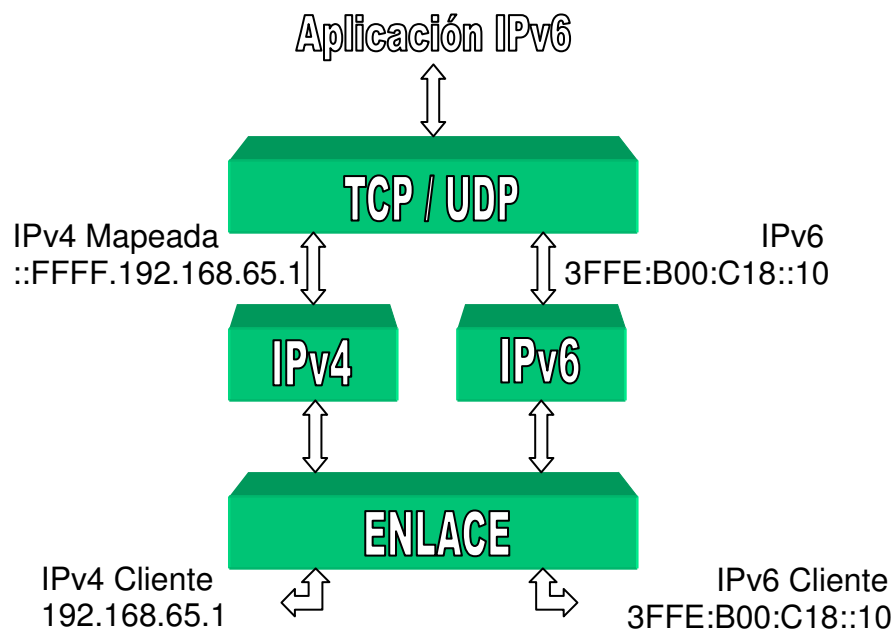 Aplicación IPv6
TCP / UDP
IPv4 Mapeada
::FFFF.192.168.65.1
IPv6
3FFE:B00:C18::10
IPv4
IPv6
ENLACE
IPv4 Cliente
192.168.65.1
IPv6 Cliente
3FFE:B00:C18::10